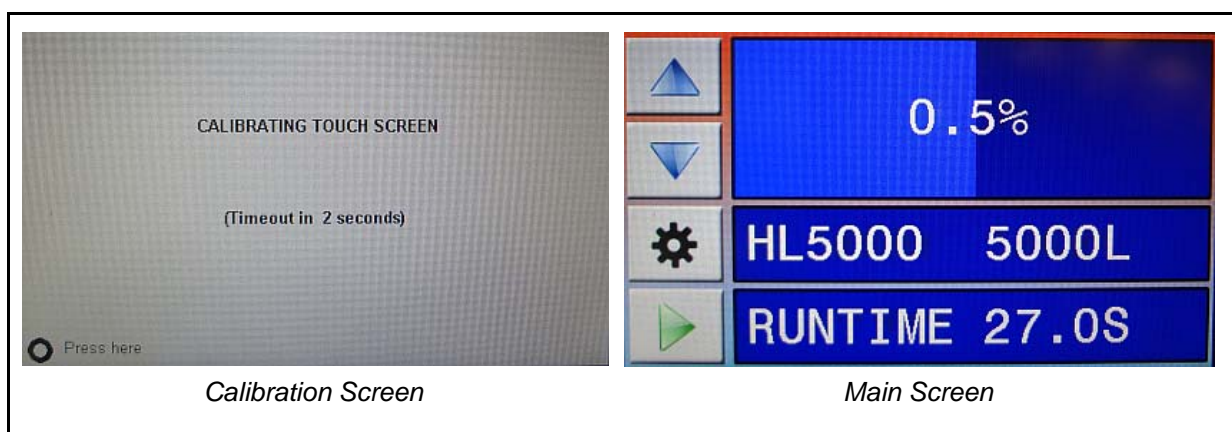 CALIBRATING TOUCH SCREEN
(Timeout in 2 seconds)
Press here
0.5%
HL5000 5000L
RUNTIME 27.0S
Calibration Screen
Main Screen